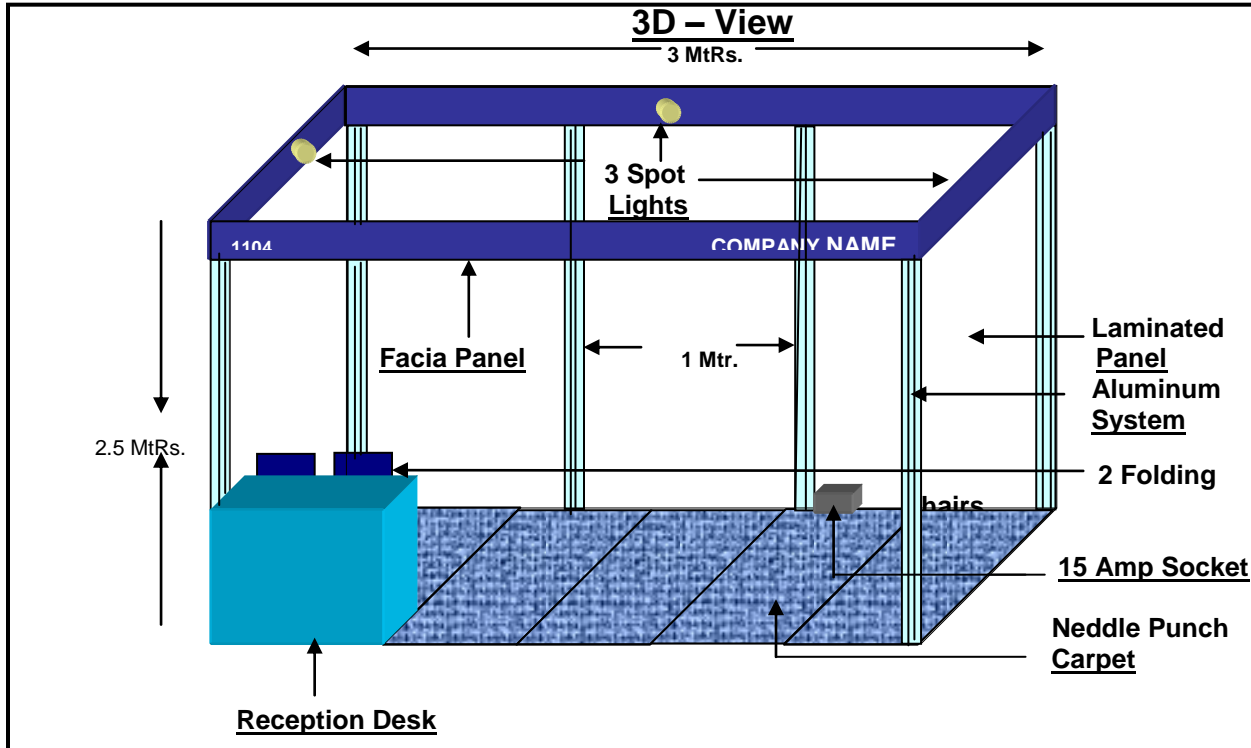 3D – View
3 MtRs.
3 Spot
Lights
1104
COMPANY NAME
Facia Panel
1 Mtr.
Laminated
Panel
Aluminum
System
2.5 MtRs.
2 Folding
hairs
15 Amp Socket
Neddle Punch
Carpet
Reception Desk